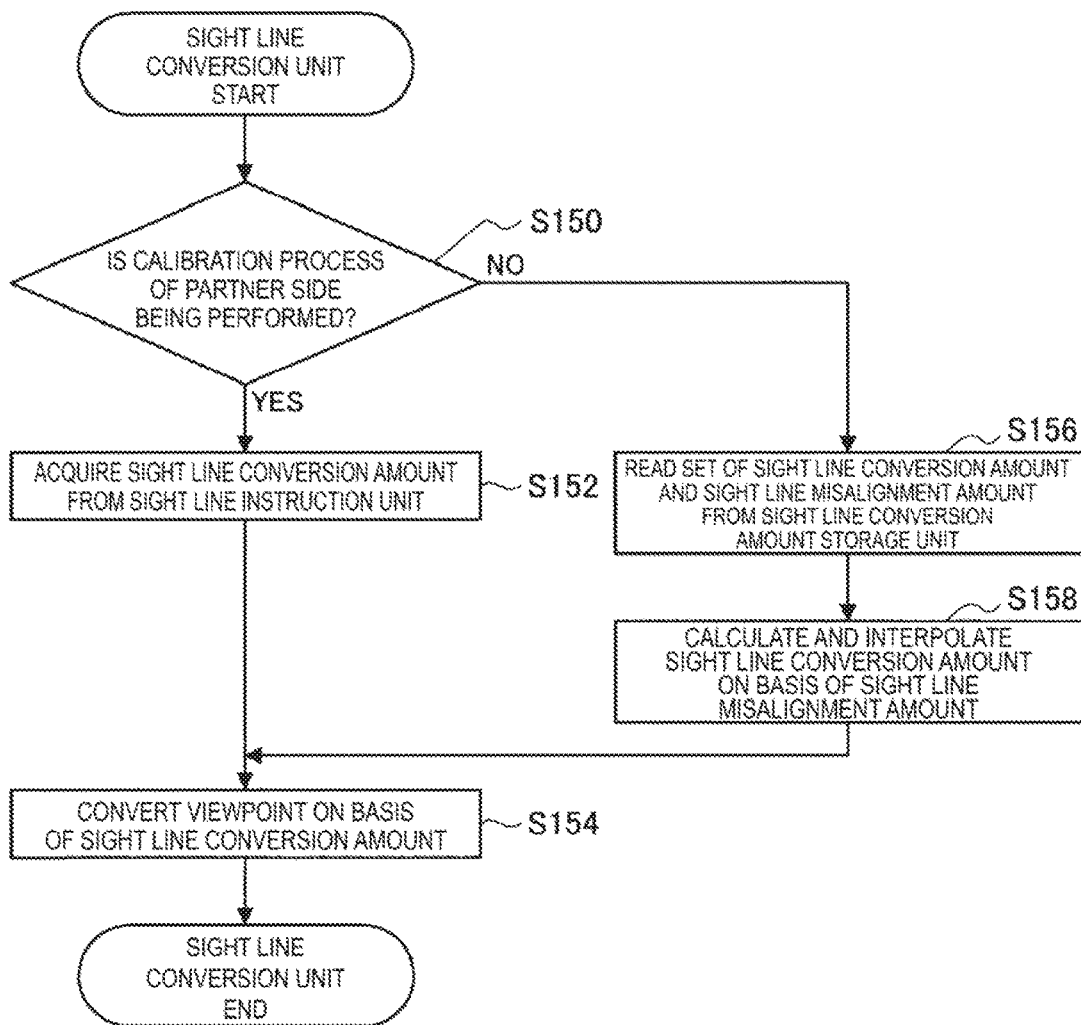 SIGHT LINE
CONVERSION UNIT
START
S150
IS CALIBRATION PROCESS
OF PARTNER SIDE
BEING PERFORMED?
NO
YES
S156
ACQUIRE SIGHT LINE CONVERSION AMOUNT
FROM SIGHT LINE INSTRUCTION UNIT
S152
READ SET OF SIGHT LINE CONVERSION AMOUNT
AND SIGHT LINE MISALIGNMENT AMOUNT
FROM SIGHT LINE CONVERSION
AMOUNT STORAGE UNIT
S158
CALCULATE AND INTERPOLATE
SIGHT LINE CONVERSION AMOUNT
ON BASIS OF SIGHT LINE
MISALIGNMENT AMOUNT
CONVERT VIEWPOINT ON BASIS
OF SIGHT LINE CONVERSION AMOUNT
S154
SIGHT LINE
CONVERSION UNIT
END